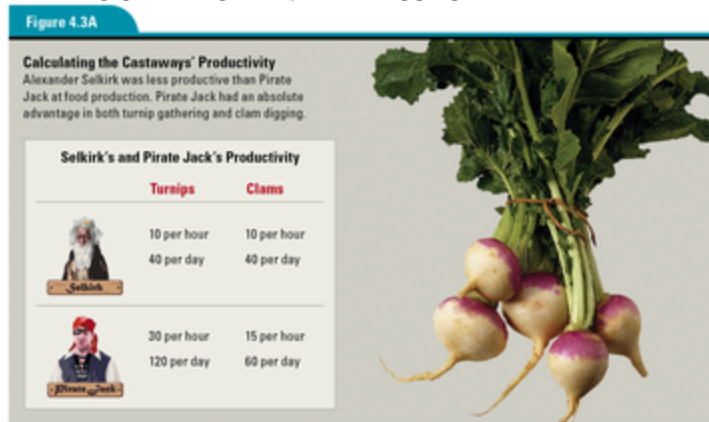 Figure 4.3A
Calculating the Castaways' Productivity
Alexander Selkirk was less productive than Pirate
Jack at food production. Pirate Jack had an absolute
advantage in both turnip gathering and clam digging.
Selkirk's and Pirate Jack's Productivity
Turnips Clams
10 per hour 10 per hour
40 per day 40 per day
Selkirk
30 per hour 15 per hour
120 per day 60 per day
Pirate Jack